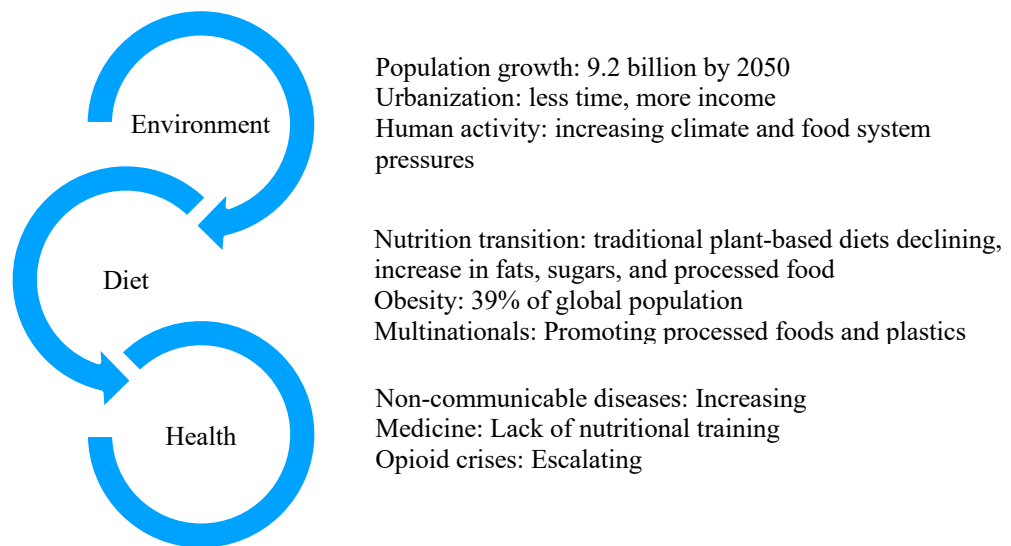 Environment
Population growth: 9.2 billion by 2050
Urbanization: less time, more income
Human activity: increasing climate and food system
pressures
Diet
Nutrition transition: traditional plant-based diets declining,
increase in fats, sugars, and processed food
Obesity: 39% of global population
Multinationals: Promoting processed foods and plastics
Health
Non-communicable diseases: Increasing
Medicine: Lack of nutritional training
Opioid crises: Escalating